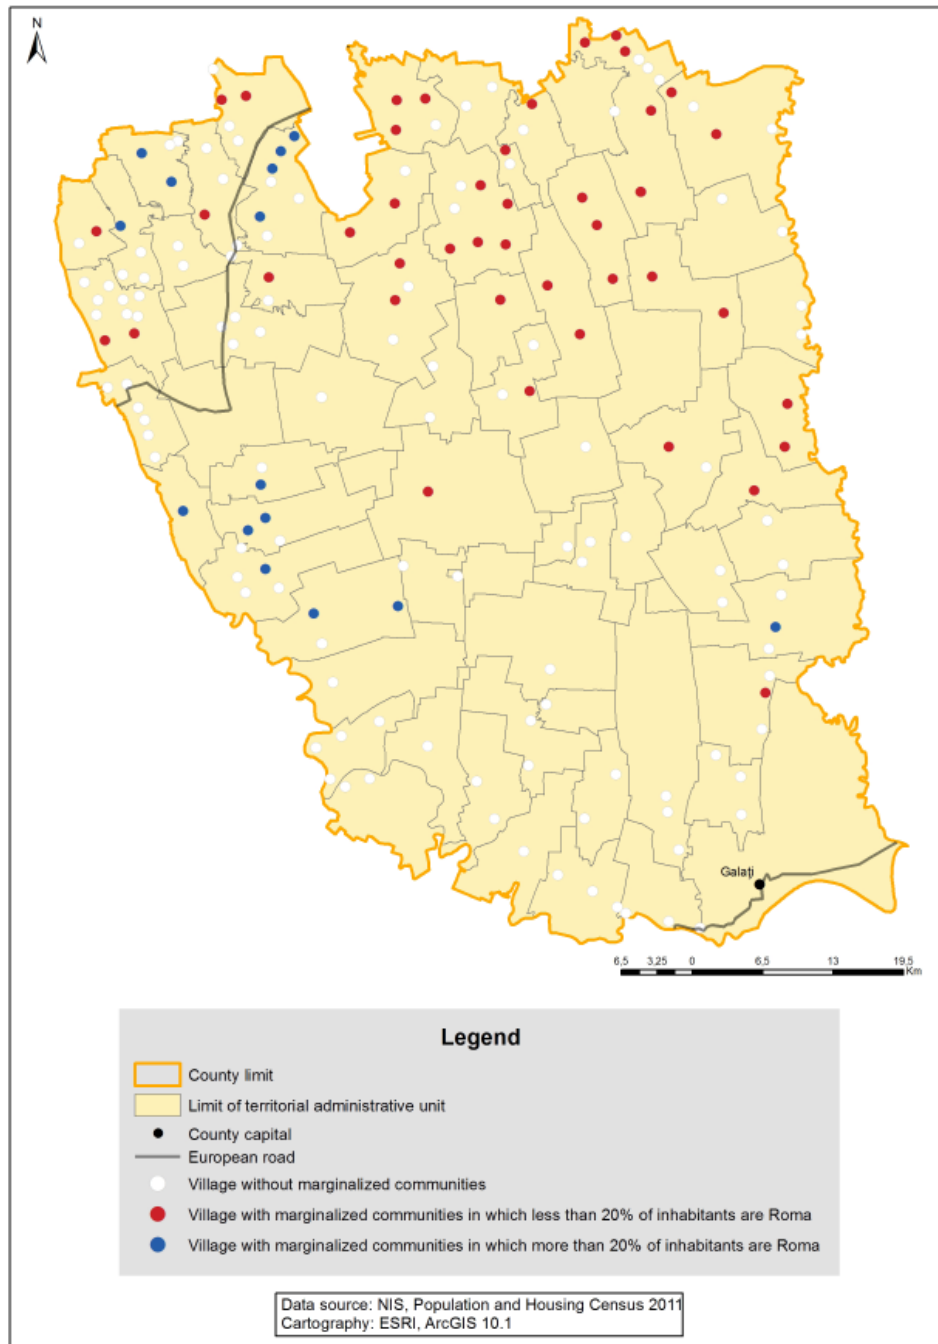 N
Galaţi
6,5 3,25 0 6,5 13 19,5
Km
Legend
County limit
Limit of territorial administrative unit
County capital
European road
Village without marginalized communities
Village with marginalized communities in which less than 20% of inhabitants are Roma
Village with marginalized communities in which more than 20% of inhabitants are Roma
Data source: NIS, Population and Housing Census 2011
Cartography: ESRI, ArcGIS 10.1